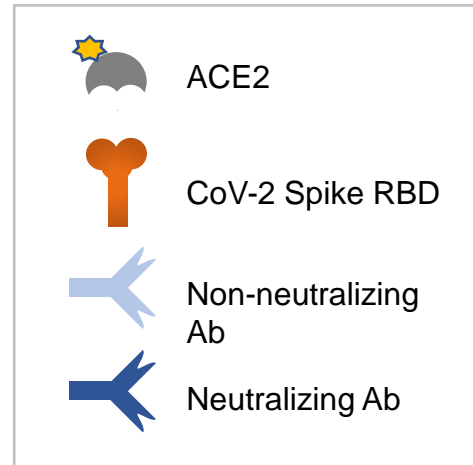 ACE2
CoV-2 Spike RBD
Non-neutralizing
Ab
Neutralizing Ab